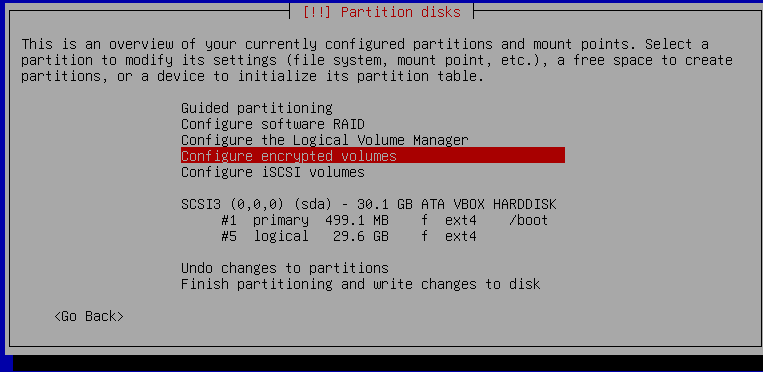 [!!] Partition disks
This is an overview of your currently configured partitions and mount points. Select a
partition to modify its settings (file system, mount point, etc.), a free space to create
partitions, or a device to initialize its partition table.
Guided partitioning
Configure software RAID
Configure the Logical Volume Manager
Configure encrypted volumes
Configure iSCSI volumes
SCSI3 (0,0,0) (sda) - 30.1 GB ATA VBOX HARDDISK
#1 primary 499.1 MB f ext4 /boot
#5 logical 29.6 GB f ext4
Undo changes to partitions
Finish partitioning and write changes to disk
<Go Back>